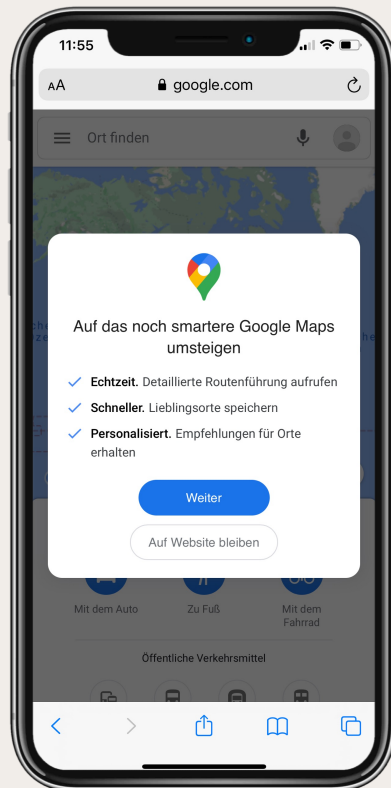 11:55
AA
google.com
Ort finden
Auf das noch smartere Google Maps
umsteigen
Echtzeit. Detaillierte Routenführung aufrufen
Schneller. Lieblingsorte speichern
Personalisiert. Empfehlungen für Orte
erhalten
Weiter
Auf Website bleiben
Mit dem Auto
Zu Fuß
Mit dem
Fahrrad
Öffentliche Verkehrsmittel